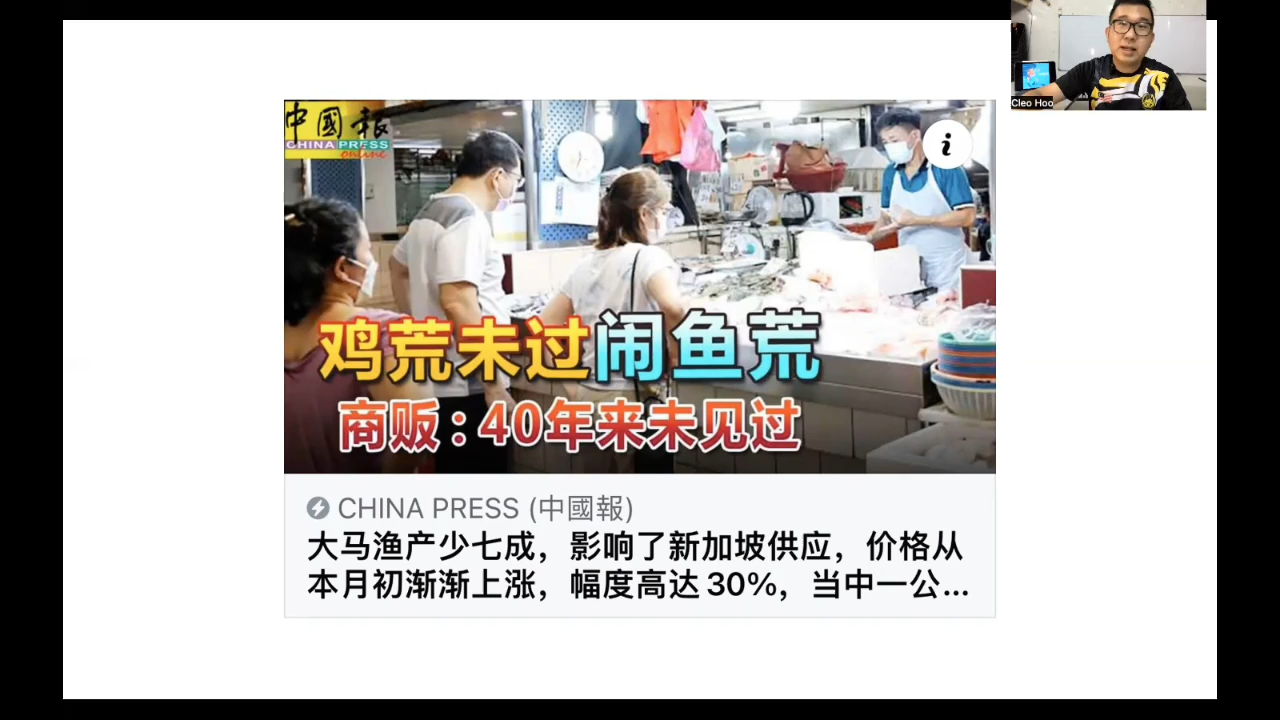 中國報
CHINA PRESS
online
i
Cleo Hoo
鸡荒未过闹鱼荒
商贩：40年来未见过
CHINA PRESS (中國報)
大马渔产少七成，影响了新加坡供应，价格从
本月初渐渐上涨，幅度高达 30%，当中一公...